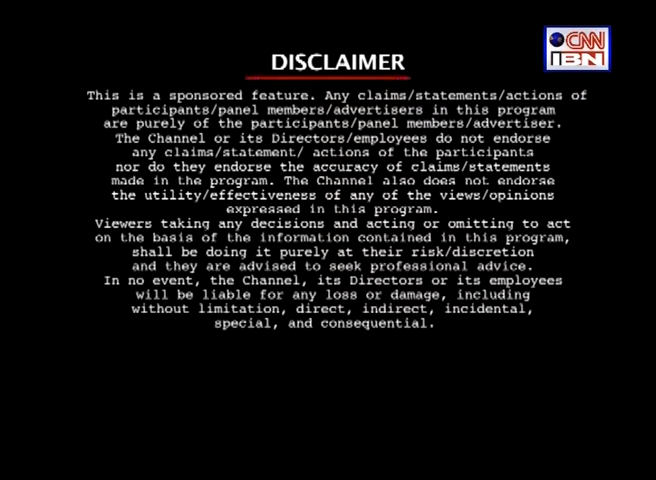 CNN
IBN
DISCLAIMER
This is a sponsored feature. Any claims/statements/actions of
participants/panel members/advertisers in this program
are purely of the participants/panel members/advertiser.
The Channel or its Directors/employees do not endorse
any claims/statement/ actions of the participants
nor do they endorse the accuracy of claims/statements
made in the program. The Channel also does not endorse
the utility/effectiveness of any of the views/opinions
expressed in this program.
Viewers taking any decisions and acting or omitting to act
on the basis of the information contained in this program,
shall be doing it purely at their risk/discretion
and they are advised to seek professional advice.
In no event, the Channel, its Directors or its employees
will be liable for any loss or damage, including
without limitation, direct, indirect, incidental,
special, and consequential.